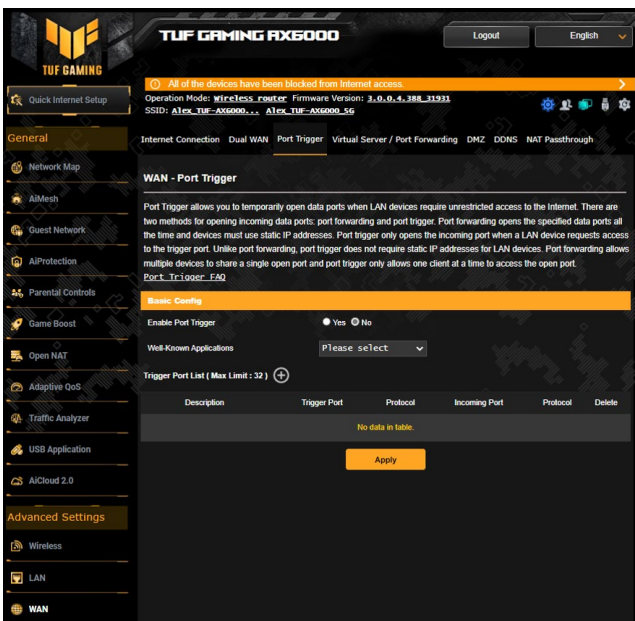 TUF GAMING AX6000
Logout
English
TUF GAMING
All of the devices have been blocked from Internet access.
Quick Internet Setup
Operation Mode: Wireless router Firmware Version: 3.0.0.4.388_31931
SSID: Alex_TUF-AX6000... Alex_TUF-AX6000_5G
General
Internet Connection Dual WAN Port Trigger Virtual Server / Port Forwarding DMZ DDNS NAT Passthrough
Network Map
AiMesh
Guest Network
AiProtection
Parental Controls
Game Boost
Open NAT
Adaptive QoS
Traffic Analyzer
USB Application
AiCloud 2.0
Advanced Settings
Wireless
LAN
WAN
WAN - Port Trigger
Port Trigger allows you to temporarily open data ports when LAN devices require unrestricted access to the Internet. There are
two methods for opening incoming data ports: port forwarding and port trigger. Port forwarding opens the specified data ports all
the time and devices must use static IP addresses. Port trigger only opens the incoming port when a LAN device requests access
to the trigger port. Unlike port forwarding, port trigger does not require static IP addresses for LAN devices. Port forwarding allows
multiple devices to share a single open port and port trigger only allows one client at a time to access the open port.
Port Trigger FAQ
Basic Config
Enable Port Trigger Yes No
Well-Known Applications Please select
Trigger Port List ( Max Limit : 32 )
Description Trigger Port Protocol Incoming Port Protocol Delete
No data in table.
Apply